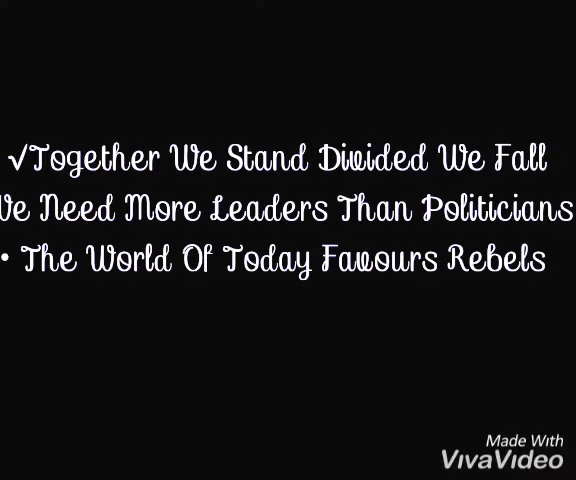 √Together We Stand Divided We Fall
We Need More Leaders Than Politicians
• The World Of Today Favours Rebels
Made With
VivaVideo